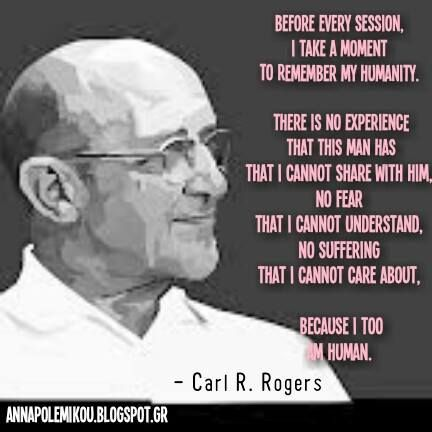 BEFORE EVERY SESSION,
I TAKE A MOMENT
TO REMEMBER MY HUMANITY.
THERE IS NO EXPERIENCE
THAT THIS MAN HAS
THAT I CANNOT SHARE WITH HIM,
NO FEAR
THAT I CANNOT UNDERSTAND,
NO SUFFERING
THAT I CANNOT CARE ABOUT,
BECAUSE I TOO
AM HUMAN.
– Carl R. Rogers
ANNAPOLEMIKOU.BLOGSPOT.GR